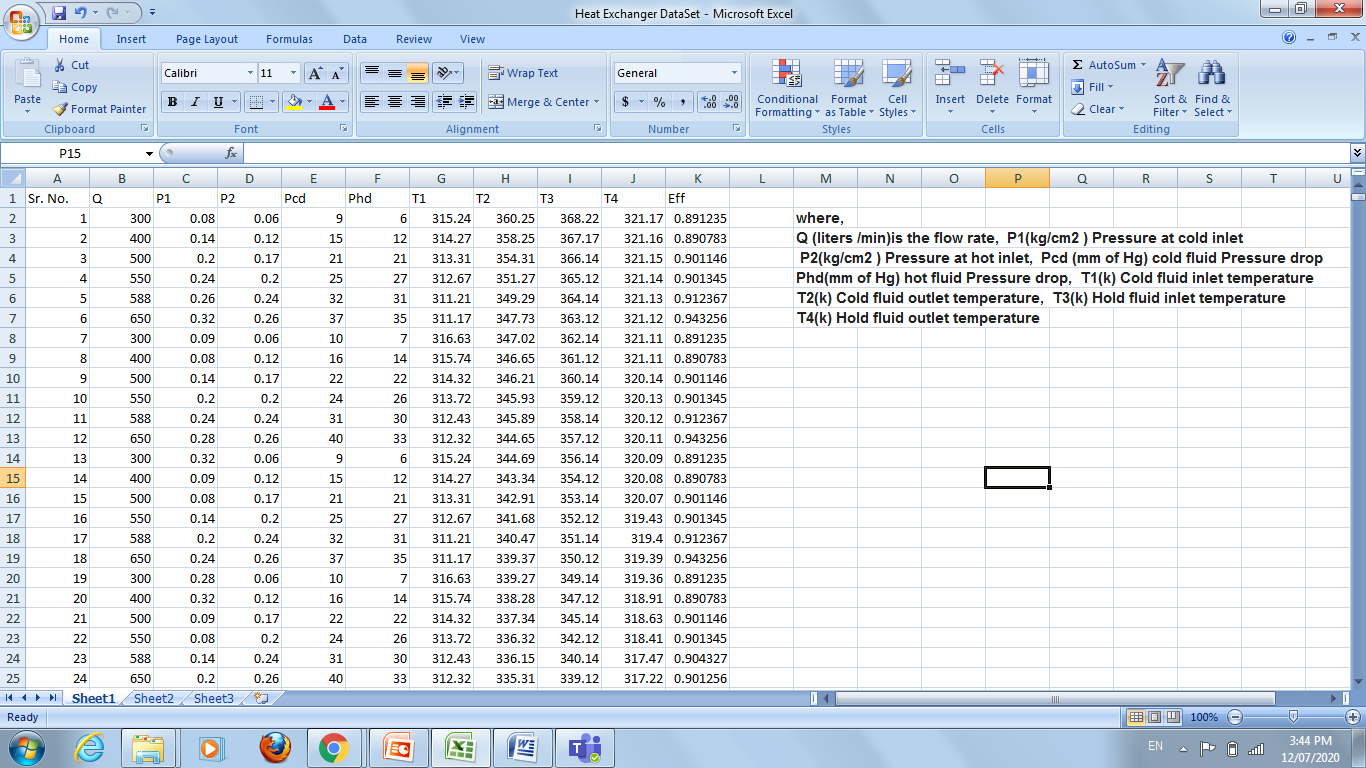 Heat Exchanger DataSet - Microsoft Excel
Home Insert Page Layout Formulas Data Review View
Paste Cut Copy Format Painter
Calibri 11 A A Wrap Text General AutoSum
B I U A Merge & Center $ % , Conditional Formatting Format as Table Cell Styles Insert Delete Format Fill Clear Sort & Filter Find & Select
Clipboard Font Alignment Number Styles Cells Editing
P15 fx
A B C D E F G H I J K L M N O P Q R S T U
1 Sr. No. Q P1 P2 Pcd Phd T1 T2 T3 T4 Eff
2 1 300 0.08 0.06 9 6 315.24 360.25 368.22 321.17 0.891235 where,
3 2 400 0.14 0.12 15 12 314.27 358.25 367.17 321.16 0.890783 Q (liters /min)is the flow rate, P1(kg/cm2 ) Pressure at cold inlet
4 3 500 0.2 0.17 21 21 313.31 354.31 366.14 321.15 0.901146 P2(kg/cm2 ) Pressure at hot inlet, Pcd (mm of Hg) cold fluid Pressure drop
5 4 550 0.24 0.2 25 27 312.67 351.27 365.12 321.14 0.901345 Phd(mm of Hg) hot fluid Pressure drop, T1(k) Cold fluid inlet temperature
6 5 588 0.26 0.24 32 31 311.21 349.29 364.14 321.13 0.912367 T2(k) Cold fluid outlet temperature, T3(k) Hold fluid inlet temperature
7 6 650 0.32 0.26 37 35 311.17 347.73 363.12 321.12 0.943256 T4(k) Hold fluid outlet temperature
8 7 300 0.09 0.06 10 7 316.63 347.02 362.14 321.11 0.891235
9 8 400 0.08 0.12 16 14 315.74 346.65 361.12 321.11 0.890783
10 9 500 0.14 0.17 22 22 314.32 346.21 360.14 320.14 0.901146
11 10 550 0.2 0.2 24 26 313.72 345.93 359.12 320.13 0.901345
12 11 588 0.24 0.24 31 30 312.43 345.89 358.14 320.12 0.912367
13 12 650 0.28 0.26 40 33 312.32 344.65 357.12 320.11 0.943256
14 13 300 0.32 0.06 9 6 315.24 344.69 356.14 320.09 0.891235
15 14 400 0.09 0.12 15 12 314.27 343.34 354.12 320.08 0.890783
16 15 500 0.08 0.17 21 21 313.31 342.91 353.14 320.07 0.901146
17 16 550 0.14 0.2 25 27 312.67 341.68 352.12 319.43 0.901345
18 17 588 0.2 0.24 32 31 311.21 340.47 351.14 319.4 0.912367
19 18 650 0.24 0.26 37 35 311.17 339.37 350.12 319.39 0.943256
20 19 300 0.28 0.06 10 7 316.63 339.27 349.14 319.36 0.891235
21 20 400 0.32 0.12 16 14 315.74 338.28 347.12 318.91 0.890783
22 21 500 0.09 0.17 22 22 314.32 337.34 345.14 318.63 0.901146
23 22 550 0.08 0.2 24 26 313.72 336.32 342.12 318.41 0.901345
24 23 588 0.14 0.24 31 30 312.43 336.15 340.14 317.47 0.904327
25 24 650 0.2 0.26 40 33 312.32 335.31 339.12 317.22 0.901256
Sheet1 Sheet2 Sheet3
Ready 100%
EN 3:44 PM
12/07/2020